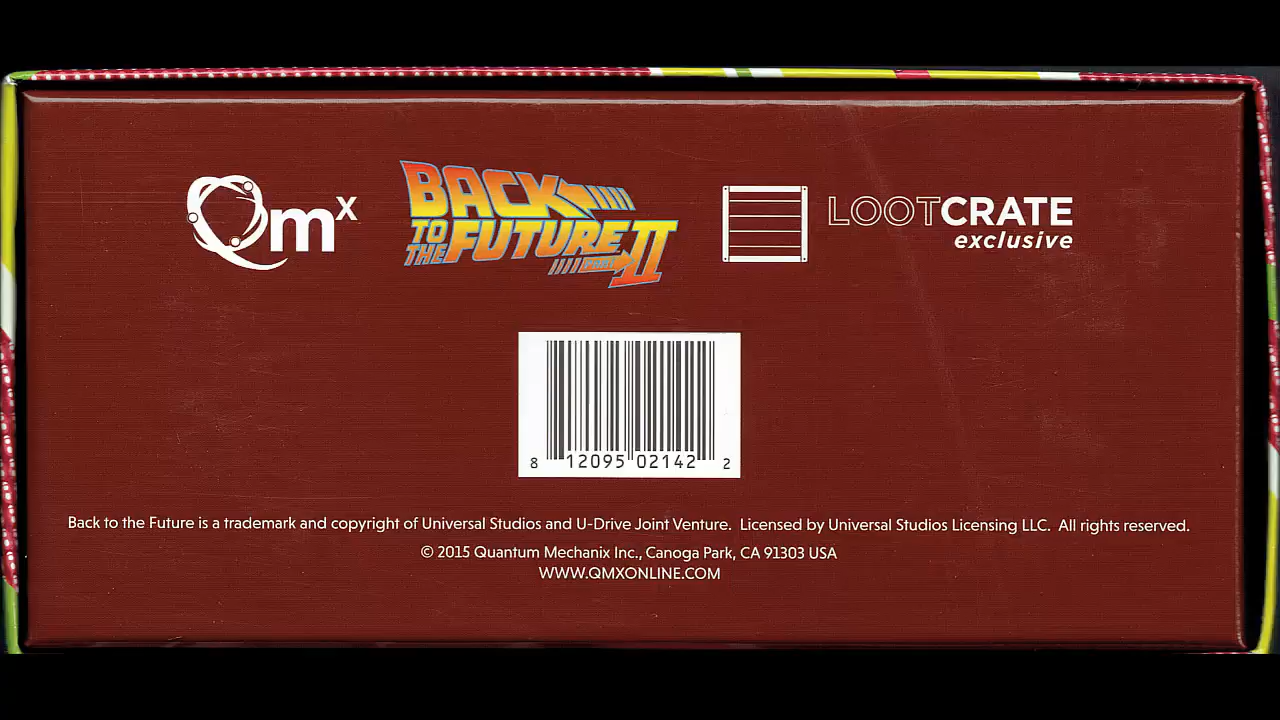 Qmx
BACK TO THE FUTURE PART II
LOOTCRATE
exclusive
8 12095 02142 2
Back to the Future is a trademark and copyright of Universal Studios and U-Drive Joint Venture. Licensed by Universal Studios Licensing LLC. All rights reserved.
© 2015 Quantum Mechanix Inc., Canoga Park, CA 91303 USA
WWW.QMXONLINE.COM